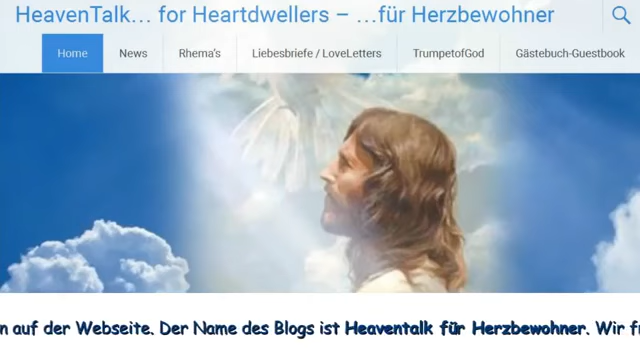 HeavenTalk... for Heartdwellers – ...für Herzbewohner
Home News Rhema's Liebesbriefe / LoveLetters TrumpetofGod Gästebuch-Guestbook
n auf der Webseite. Der Name des Blogs ist Heaventalk für Herzbewohner. Wir f